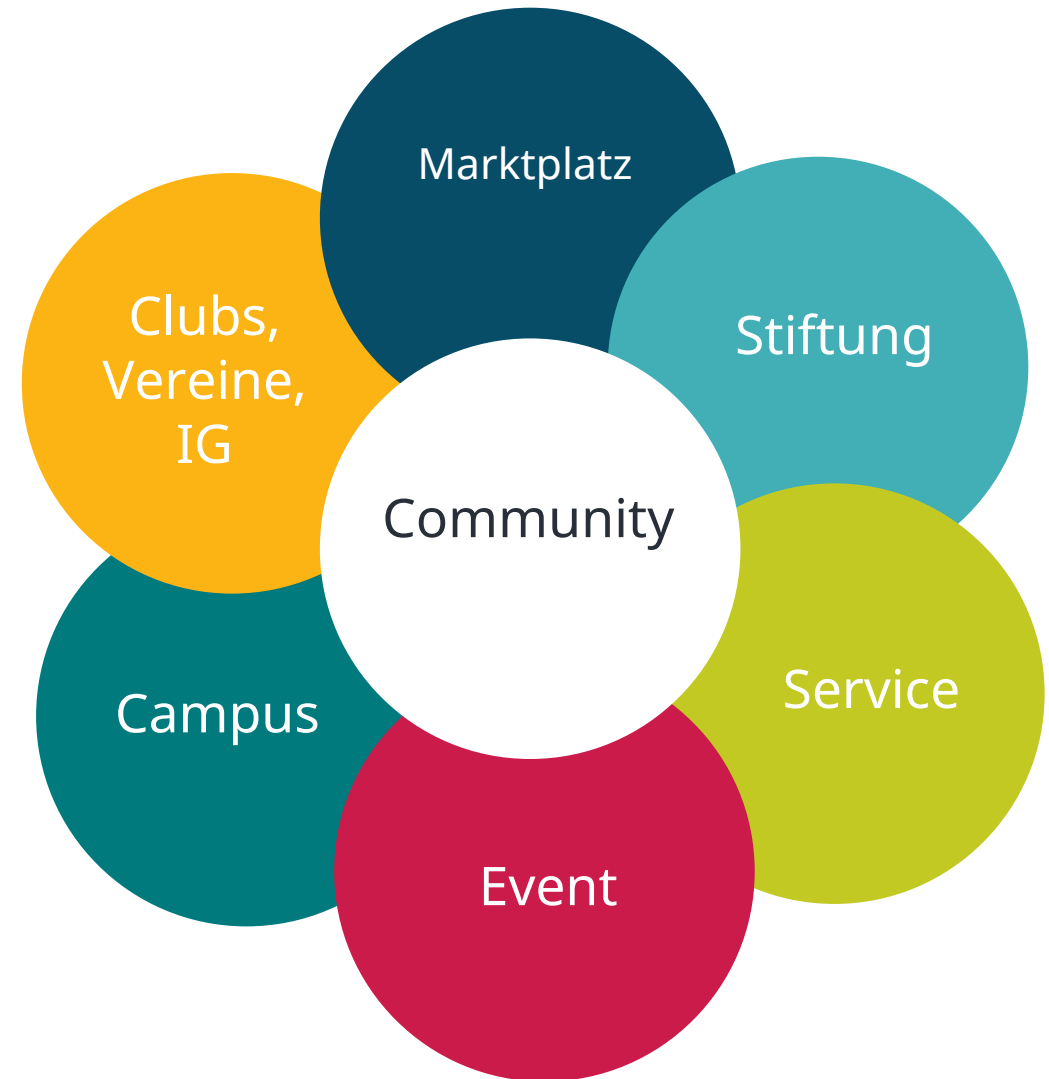 Marktplatz
Stiftung
Clubs,
Vereine,
IG
Community
Service
Campus
Event